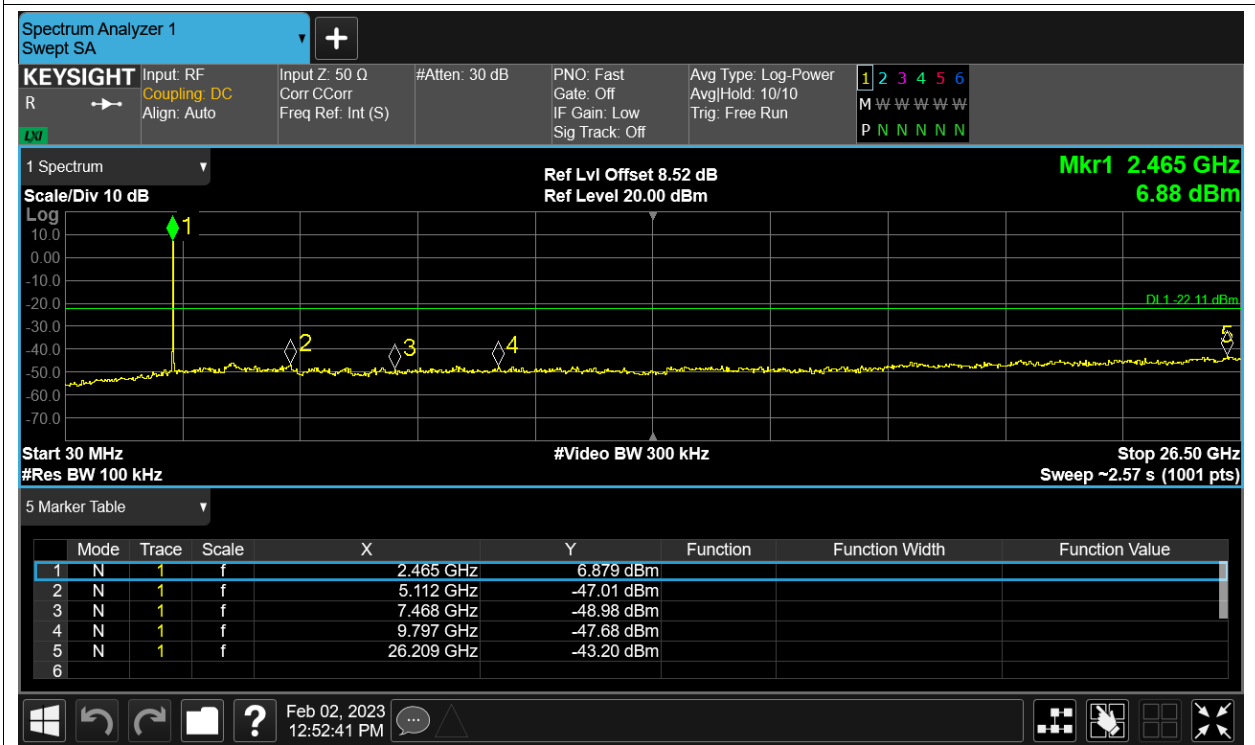 Spectrum Analyzer 1
Swept SA
KEYSIGHT Input: RF Input Z: 50 Ω #Atten: 30 dB PNO: Fast Avg Type: Log-Power 1 2 3 4 5 6
R Coupling: DC Corr CCorr Gate: Off Avg|Hold: 10/10 M W W W W W
Align: Auto Freq Ref: Int (S) IF Gain: Low Trig: Free Run
LXI Sig Track: Off P N N N N N
1 Spectrum Ref Lvl Offset 8.52 dB Mkr1 2.465 GHz
Scale/Div 10 dB Ref Level 20.00 dBm 6.88 dBm
Log
1
10.0
0.00
-10.0
-20.0 DL1 -22.11 dBm
-30.0
2 3 4 5
-40.0
-50.0
-60.0
-70.0
Start 30 MHz #Video BW 300 kHz Stop 26.50 GHz
#Res BW 100 kHz Sweep ~2.57 s (1001 pts)
5 Marker Table
Mode Trace Scale X Y Function Function Width Function Value
1 N 1 f 2.465 GHz 6.879 dBm
2 N 1 f 5.112 GHz -47.01 dBm
3 N 1 f 7.468 GHz -48.98 dBm
4 N 1 f 9.797 GHz -47.68 dBm
5 N 1 f 26.209 GHz -43.20 dBm
6
? Feb 02, 2023
12:52:41 PM